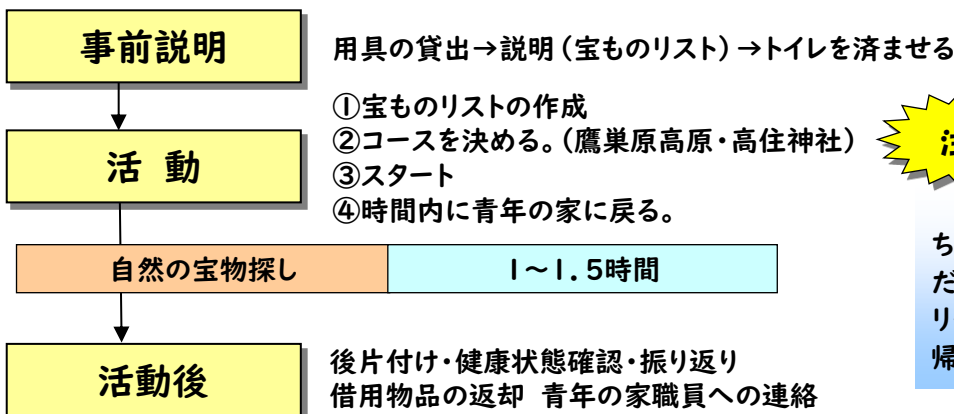 事前説明
用具の貸出→説明(宝ものリスト)→トイレを済ませる
①宝ものリストの作成
②コースを決める。(鷹巣原高原・高住神社)
③スタート
④時間内に青年の家に戻る。
活 動
自然の宝物探し
1～1.5時間
ち
だ
リ
帰
活動後
後片付け・健康状態確認・振り返り
借用物品の返却 青年の家職員への連絡